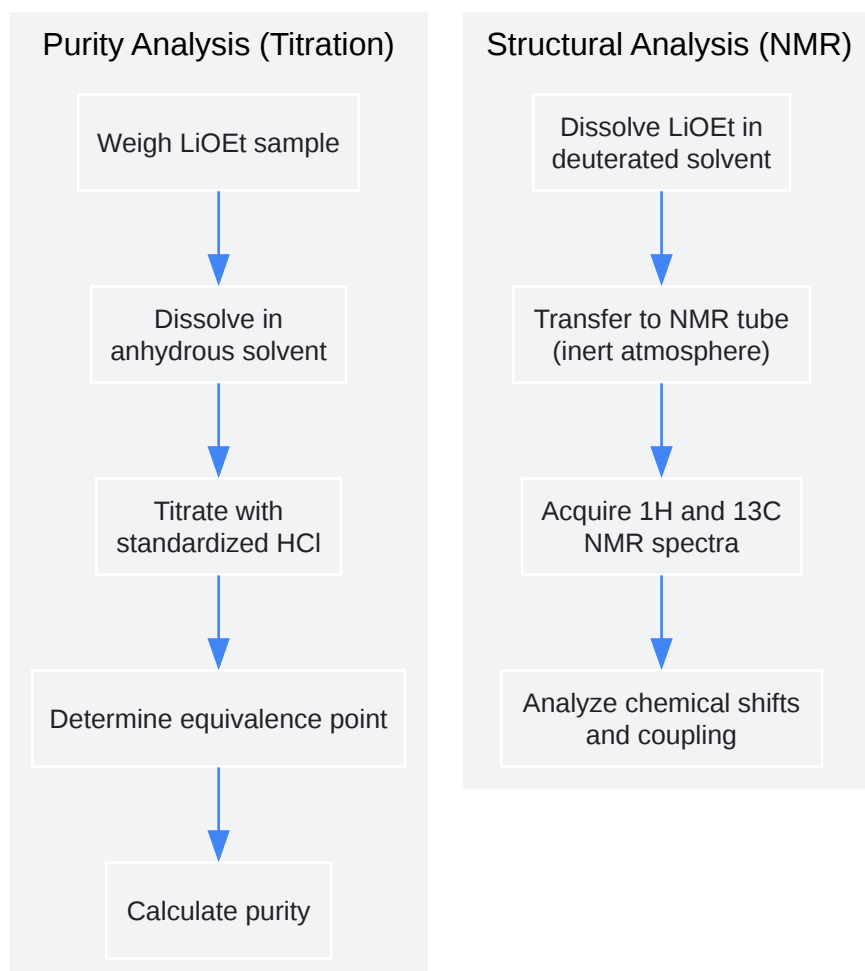 Purity Analysis (Titration)
Weigh LiOEt sample
Dissolve in
anhydrous solvent
Titrate with
standardized HCl
Determine equivalence point
Calculate purity
Structural Analysis (NMR)
Dissolve LiOEt in
deuterated solvent
Transfer to NMR tube
(inert atmosphere)
Acquire 1H and 13C
NMR spectra
Analyze chemical shifts
and coupling